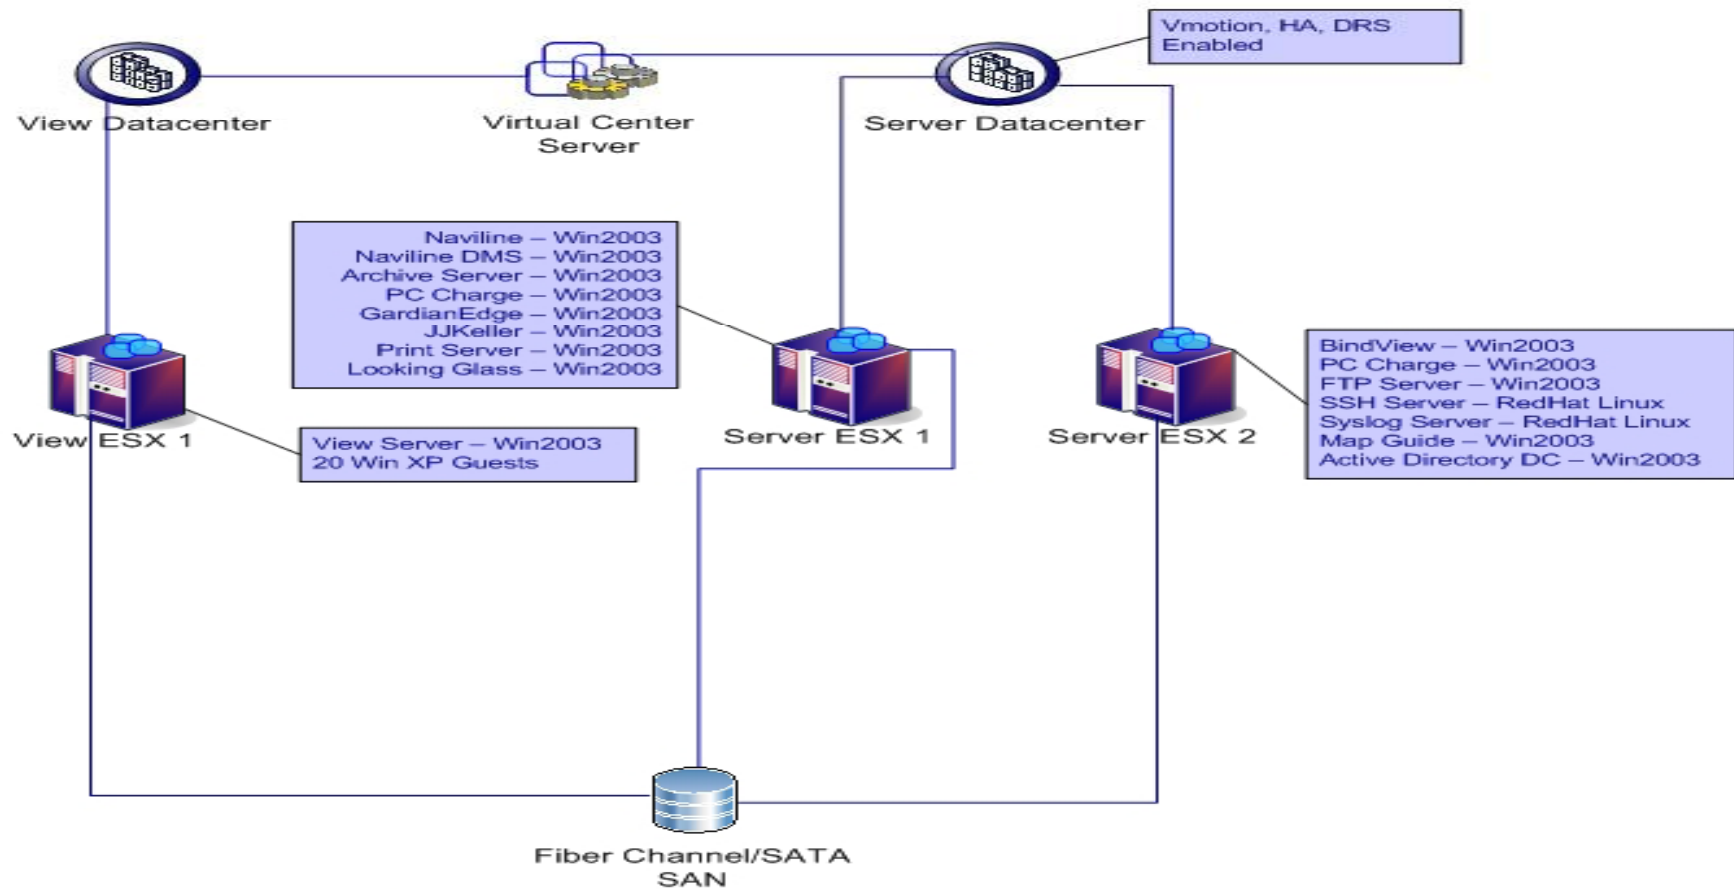 Vmotion, HA, DRS
Enabled
View Datacenter
Virtual Center
Server
Server Datacenter
Naviline – Win2003
Naviline DMS – Win2003
Archive Server – Win2003
PC Charge – Win2003
GardianEdge – Win2003
JJKeller – Win2003
Print Server – Win2003
Looking Glass – Win2003
BindView – Win2003
PC Charge – Win2003
FTP Server – Win2003
SSH Server – RedHat Linux
Syslog Server – RedHat Linux
Map Guide – Win2003
Active Directory DC – Win2003
View ESX 1
View Server – Win2003
20 Win XP Guests
Server ESX 1
Server ESX 2
Fiber Channel/SATA
SAN